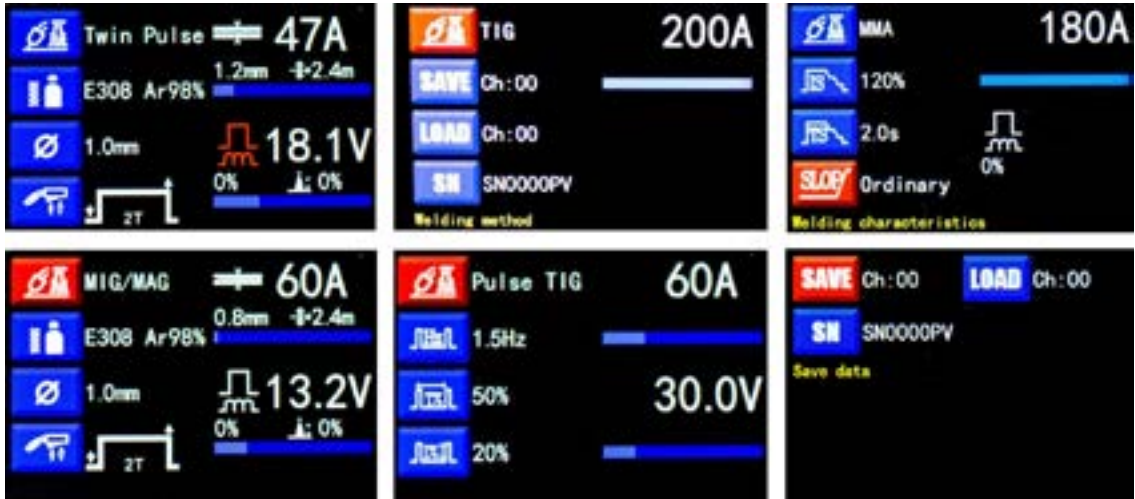 Twin Pulse 47A
1.2mm 2.4m
E308 Ar98%
1.0mm 18.1V
0% 0%
2T
TIG 200A
SAVE Ch:00
LOAD Ch:00
SN SN0000PV
Welding method
MMA 180A
120%
2.0s
0%
SLOP Ordinary
Welding characteristics
MIG/MAG 60A
0.8mm 2.4m
E308 Ar98%
1.0mm 13.2V
0% 0%
2T
Pulse TIG 60A
Hz 1.5Hz
50% 30.0V
20%
SAVE Ch:00 LOAD Ch:00
SN SN0000PV
Save data